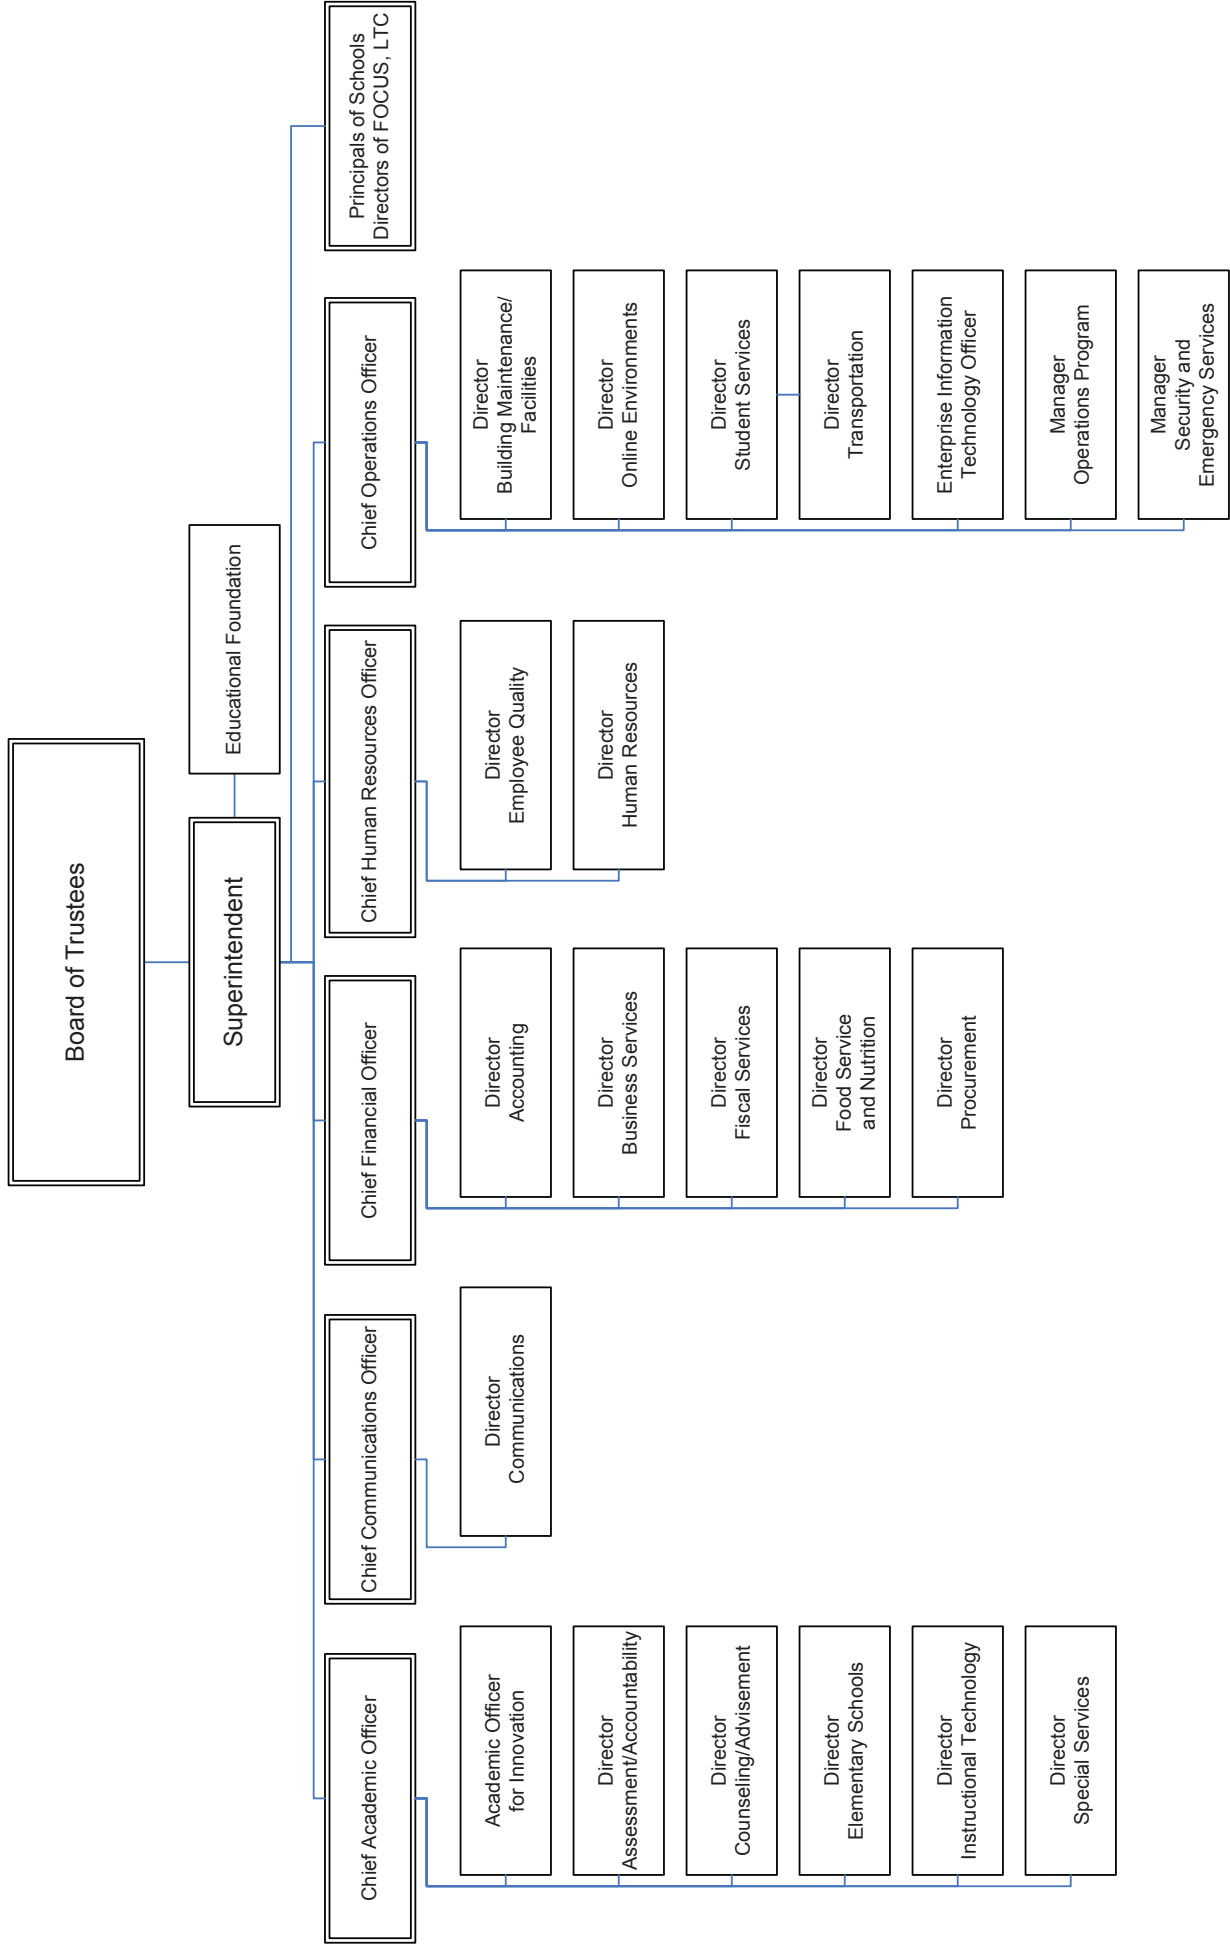 Board of Trustees
Superintendent
Educational Foundation
Chief Academic Officer
Academic Officer
for Innovation
Director
Assessment/Accountability
Director
Counseling/Advisement
Director
Elementary Schools
Director
Instructional Technology
Director
Special Services
Chief Communications Officer
Director
Communications
Chief Financial Officer
Director
Accounting
Director
Business Services
Director
Fiscal Services
Director
Food Service
and Nutrition
Director
Procurement
Chief Human Resources Officer
Director
Employee Quality
Director
Human Resources
Chief Operations Officer
Director
Building Maintenance/
Facilities
Director
Online Environments
Director
Student Services
Director
Transportation
Enterprise Information
Technology Officer
Manager
Operations Program
Manager
Security and
Emergency Services
Principals of Schools
Directors of FOCUS, LTC